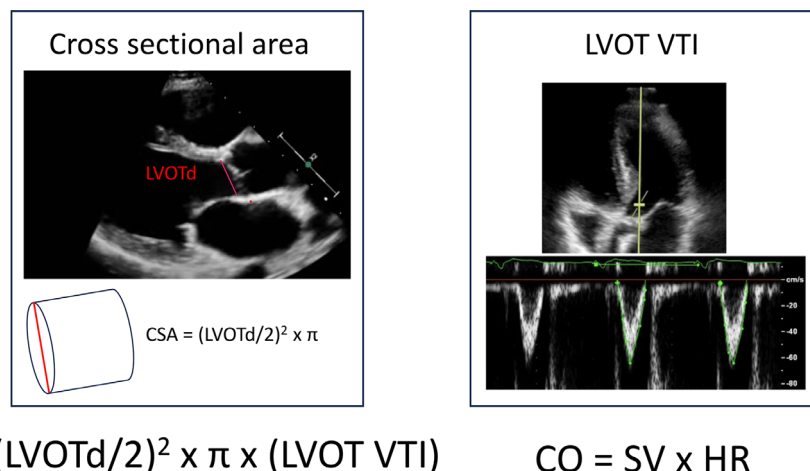 Cross sectional area
LVOTd
CSA = (LVOTd/2)² x π
LVOT VTI
cm/s
-20
-40
-60
-80
(LVOTd/2)² x π x (LVOT VTI)
CO = SV x HR